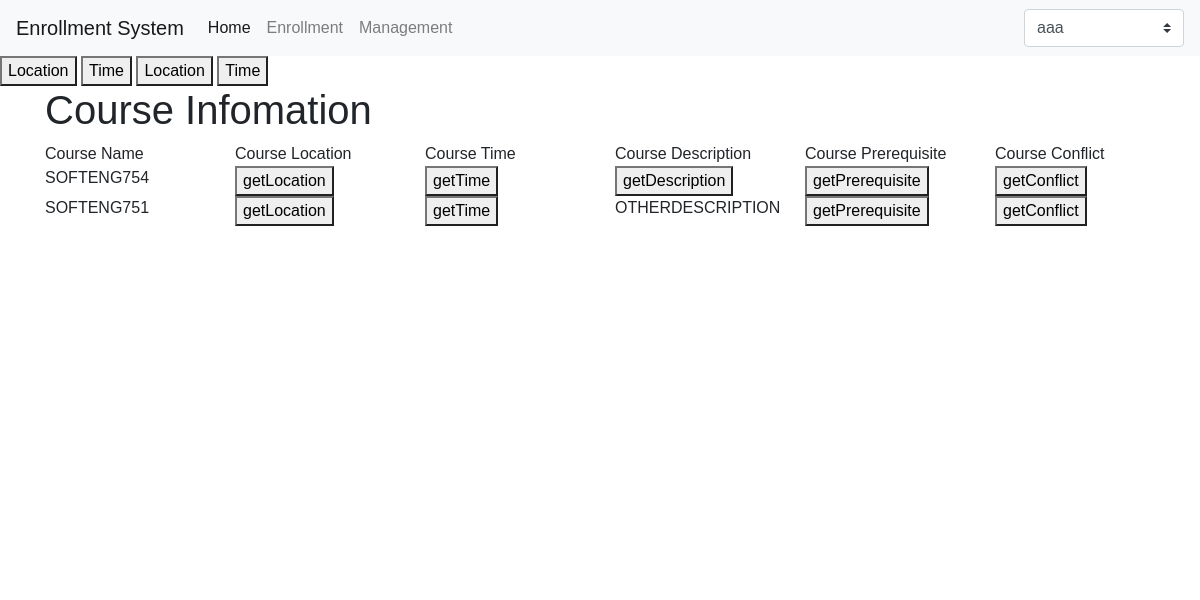 Enrollment System Home Enrollment Management aaa
Location Time Location Time
Course Infomation
Course Name Course Location Course Time Course Description Course Prerequisite Course Conflict
SOFTENG754 getLocation getTime getDescription getPrerequisite getConflict
SOFTENG751 getLocation getTime OTHERDESCRIPTION getPrerequisite getConflict